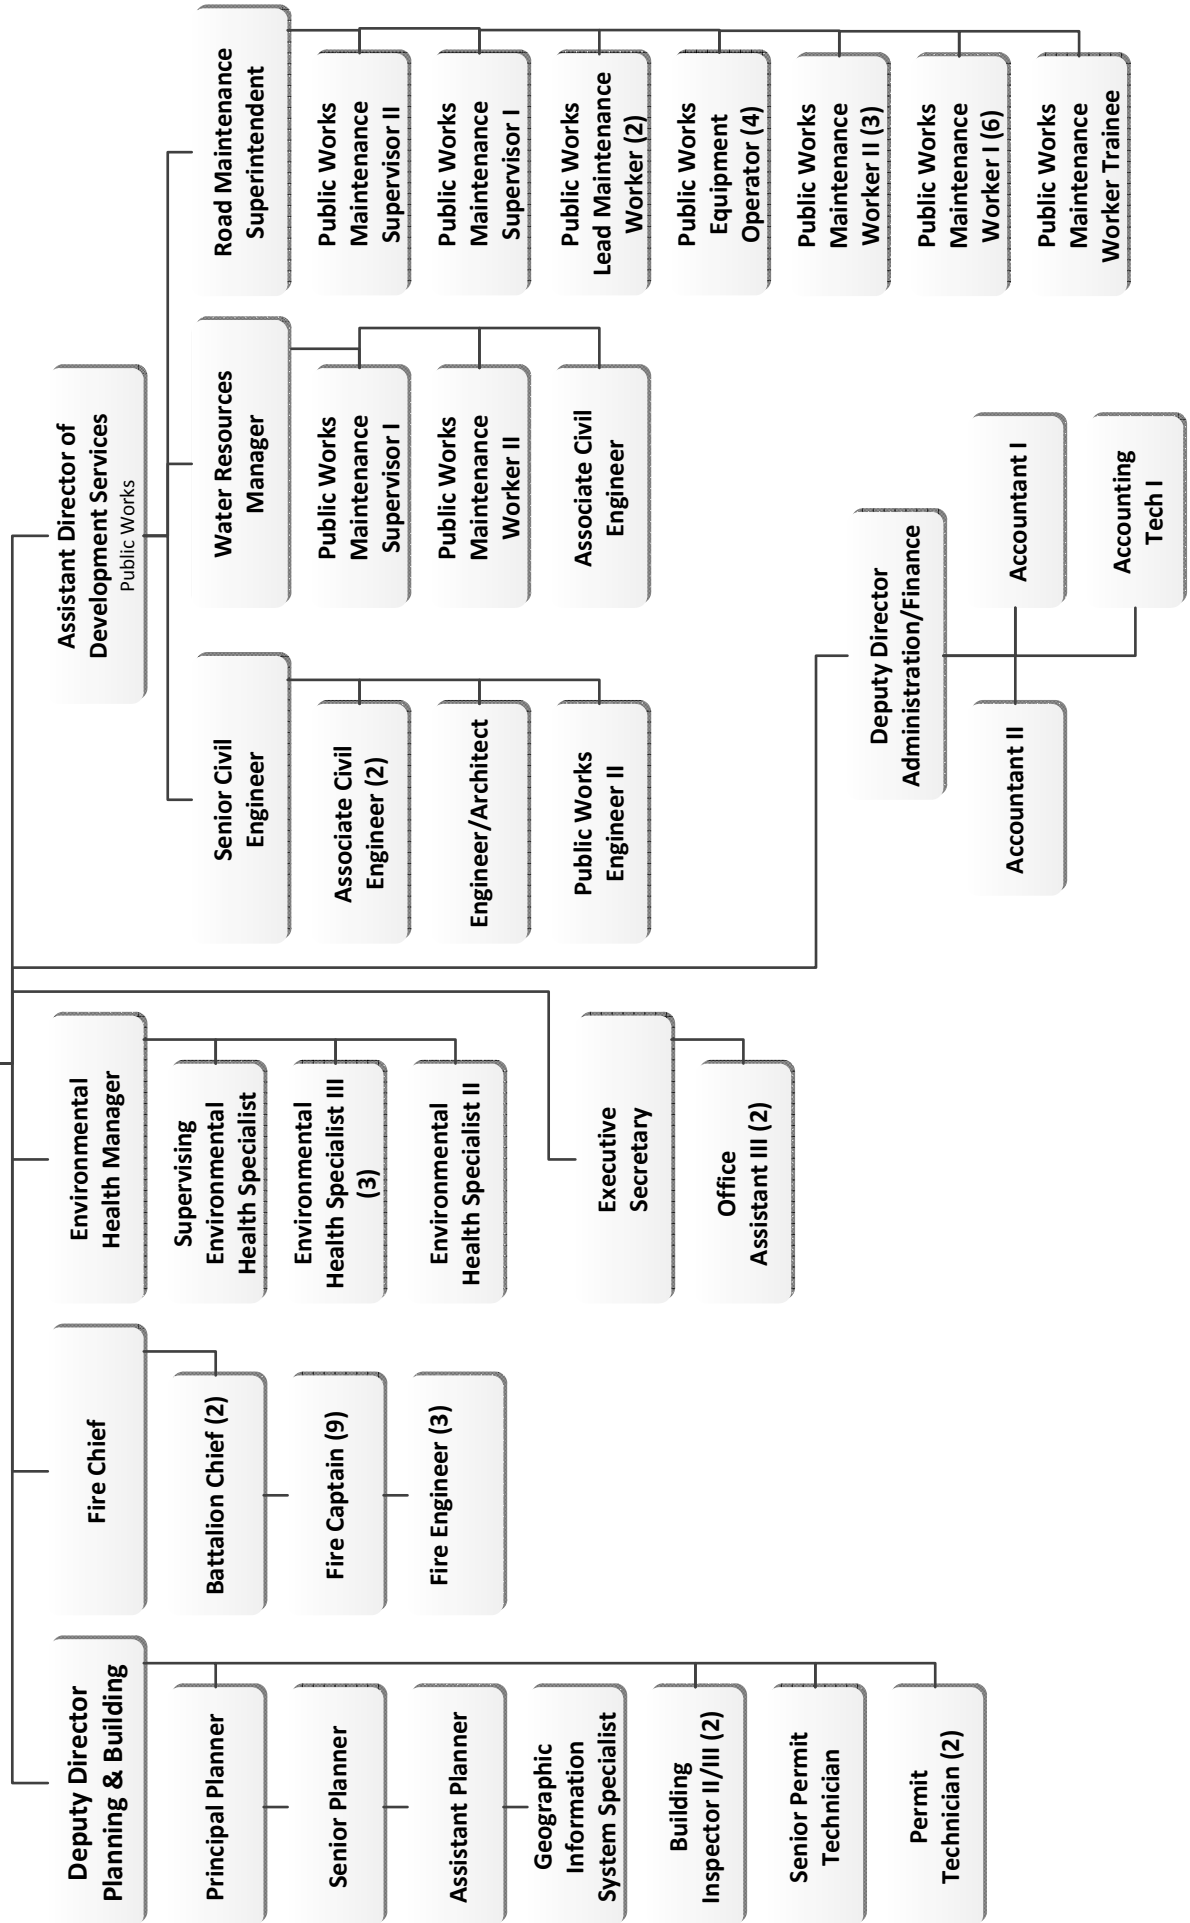 Deputy Director
Planning & Building
Principal Planner
Senior Planner
Assistant Planner
Geographic
Information
System Specialist
Building
Inspector II/III (2)
Senior Permit
Technician
Permit
Technician (2)
Fire Chief
Battalion Chief (2)
Fire Captain (9)
Fire Engineer (3)
Environmental
Health Manager
Supervising
Environmental
Health Specialist
Environmental
Health Specialist III
(3)
Environmental
Health Specialist II
Executive
Secretary
Office
Assistant III (2)
Assistant Director of
Development Services
Public Works
Senior Civil
Engineer
Associate Civil
Engineer (2)
Engineer/Architect
Public Works
Engineer II
Water Resources
Manager
Public Works
Maintenance
Supervisor I
Public Works
Maintenance
Worker II
Associate Civil
Engineer
Road Maintenance
Superintendent
Public Works
Maintenance
Supervisor II
Public Works
Maintenance
Supervisor I
Public Works
Lead Maintenance
Worker (2)
Public Works
Equipment
Operator (4)
Public Works
Maintenance
Worker II (3)
Public Works
Maintenance
Worker I (6)
Public Works
Maintenance
Worker Trainee
Deputy Director
Administration/Finance
Accountant II
Accountant I
Accounting
Tech I